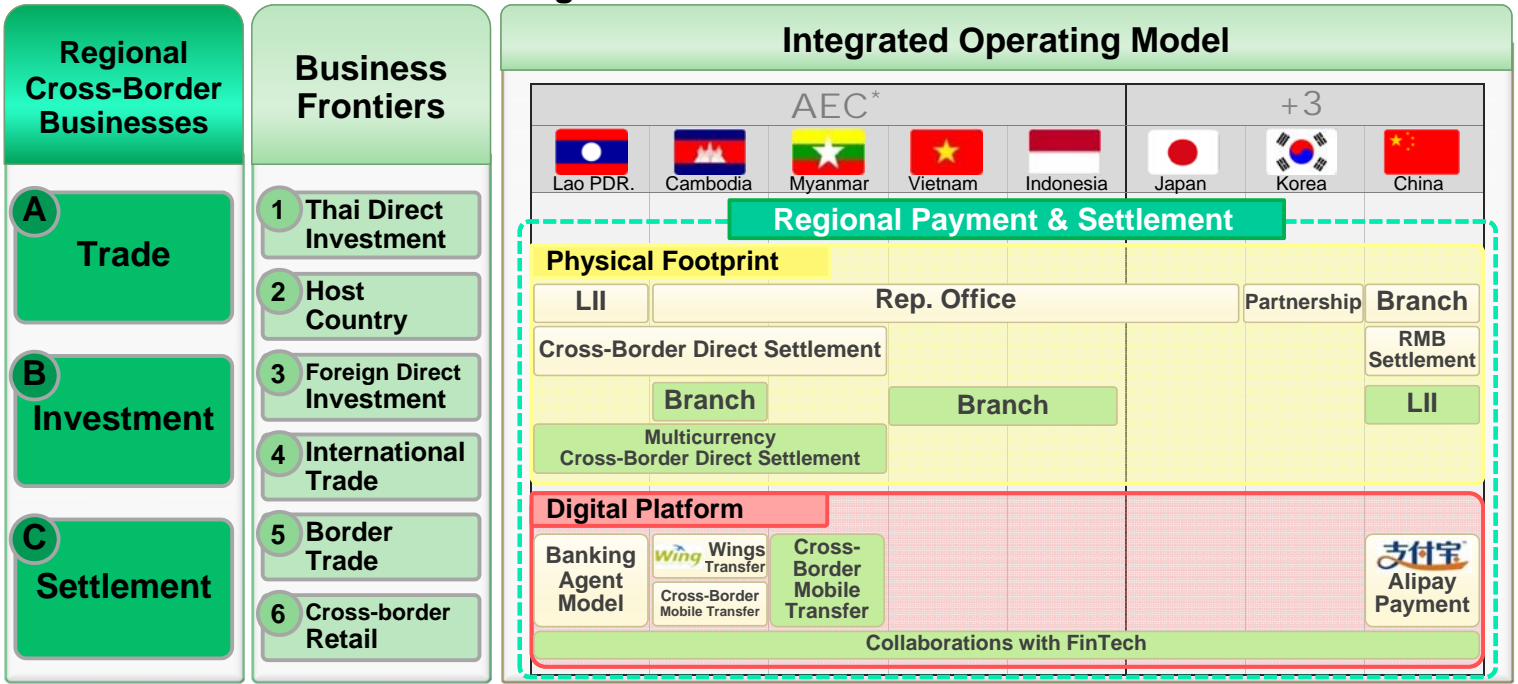 Regional
Cross-Border
Businesses
A
Trade
B
Investment
C
Settlement
Business
Frontiers
1 Thai Direct
Investment
2 Host
Country
3 Foreign Direct
Investment
4 International
Trade
5 Border
Trade
6 Cross-border
Retail
Integrated Operating Model
AEC* +3
Lao PDR. Cambodia Myanmar Vietnam Indonesia Japan Korea China
Regional Payment & Settlement
Physical Footprint
LII Rep. Office Partnership Branch
Cross-Border Direct Settlement
RMB
Settlement
Branch Branch LII
Multicurrency
Cross-Border Direct Settlement
Digital Platform
Banking
Agent
Model
Wing Wings
Transfer
Cross-Border
Mobile Transfer
Cross-
Border
Mobile
Transfer
支付宝
Alipay
Payment
Collaborations with FinTech